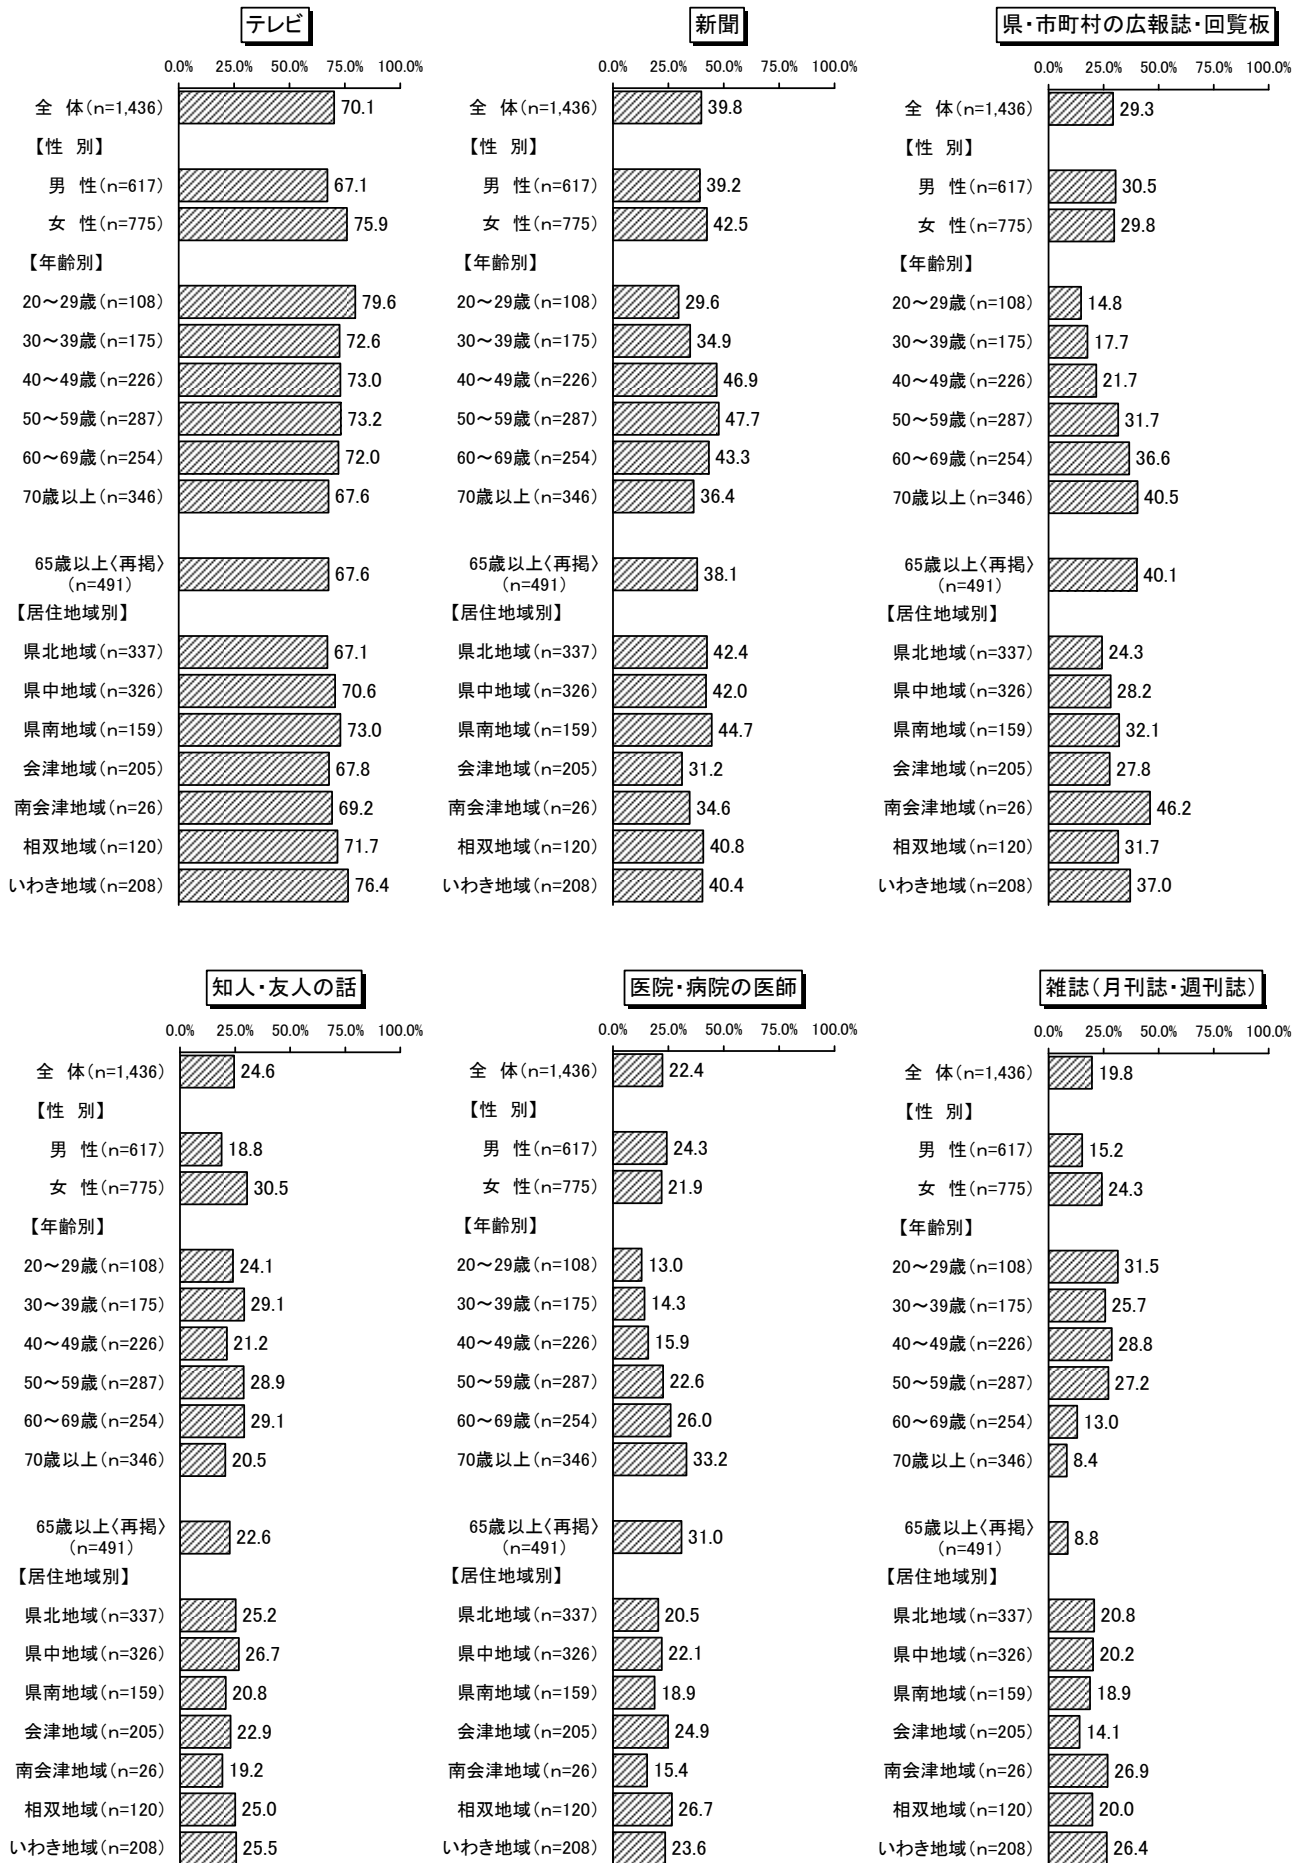 テレビ
0.0% 25.0% 50.0% 75.0% 100.0%
全 体(n=1,436) 70.1
【性 別】
男 性(n=617) 67.1
女 性(n=775) 75.9
【年齢別】
20～29歳(n=108) 79.6
30～39歳(n=175) 72.6
40～49歳(n=226) 73.0
50～59歳(n=287) 73.2
60～69歳(n=254) 72.0
70歳以上(n=346) 67.6
65歳以上〈再掲〉
(n=491) 67.6
【居住地域別】
県北地域(n=337) 67.1
県中地域(n=326) 70.6
県南地域(n=159) 73.0
会津地域(n=205) 67.8
南会津地域(n=26) 69.2
相双地域(n=120) 71.7
いわき地域(n=208) 76.4
新聞
0.0% 25.0% 50.0% 75.0% 100.0%
全 体(n=1,436) 39.8
【性 別】
男 性(n=617) 39.2
女 性(n=775) 42.5
【年齢別】
20～29歳(n=108) 29.6
30～39歳(n=175) 34.9
40～49歳(n=226) 46.9
50～59歳(n=287) 47.7
60～69歳(n=254) 43.3
70歳以上(n=346) 36.4
65歳以上〈再掲〉
(n=491) 38.1
【居住地域別】
県北地域(n=337) 42.4
県中地域(n=326) 42.0
県南地域(n=159) 44.7
会津地域(n=205) 31.2
南会津地域(n=26) 34.6
相双地域(n=120) 40.8
いわき地域(n=208) 40.4
県・市町村の広報誌・回覧板
0.0% 25.0% 50.0% 75.0% 100.0%
全 体(n=1,436) 29.3
【性 別】
男 性(n=617) 30.5
女 性(n=775) 29.8
【年齢別】
20～29歳(n=108) 14.8
30～39歳(n=175) 17.7
40～49歳(n=226) 21.7
50～59歳(n=287) 31.7
60～69歳(n=254) 36.6
70歳以上(n=346) 40.5
65歳以上〈再掲〉
(n=491) 40.1
【居住地域別】
県北地域(n=337) 24.3
県中地域(n=326) 28.2
県南地域(n=159) 32.1
会津地域(n=205) 27.8
南会津地域(n=26) 46.2
相双地域(n=120) 31.7
いわき地域(n=208) 37.0
知人・友人の話
0.0% 25.0% 50.0% 75.0% 100.0%
全 体(n=1,436) 24.6
【性 別】
男 性(n=617) 18.8
女 性(n=775) 30.5
【年齢別】
20～29歳(n=108) 24.1
30～39歳(n=175) 29.1
40～49歳(n=226) 21.2
50～59歳(n=287) 28.9
60～69歳(n=254) 29.1
70歳以上(n=346) 20.5
65歳以上〈再掲〉
(n=491) 22.6
【居住地域別】
県北地域(n=337) 25.2
県中地域(n=326) 26.7
県南地域(n=159) 20.8
会津地域(n=205) 22.9
南会津地域(n=26) 19.2
相双地域(n=120) 25.0
いわき地域(n=208) 25.5
医院・病院の医師
0.0% 25.0% 50.0% 75.0% 100.0%
全 体(n=1,436) 22.4
【性 別】
男 性(n=617) 24.3
女 性(n=775) 21.9
【年齢別】
20～29歳(n=108) 13.0
30～39歳(n=175) 14.3
40～49歳(n=226) 15.9
50～59歳(n=287) 22.6
60～69歳(n=254) 26.0
70歳以上(n=346) 33.2
65歳以上〈再掲〉
(n=491) 31.0
【居住地域別】
県北地域(n=337) 20.5
県中地域(n=326) 22.1
県南地域(n=159) 18.9
会津地域(n=205) 24.9
南会津地域(n=26) 15.4
相双地域(n=120) 26.7
いわき地域(n=208) 23.6
雑誌(月刊誌・週刊誌)
0.0% 25.0% 50.0% 75.0% 100.0%
全 体(n=1,436) 19.8
【性 別】
男 性(n=617) 15.2
女 性(n=775) 24.3
【年齢別】
20～29歳(n=108) 31.5
30～39歳(n=175) 25.7
40～49歳(n=226) 28.8
50～59歳(n=287) 27.2
60～69歳(n=254) 13.0
70歳以上(n=346) 8.4
65歳以上〈再掲〉
(n=491) 8.8
【居住地域別】
県北地域(n=337) 20.8
県中地域(n=326) 20.2
県南地域(n=159) 18.9
会津地域(n=205) 14.1
南会津地域(n=26) 26.9
相双地域(n=120) 20.0
いわき地域(n=208) 26.4